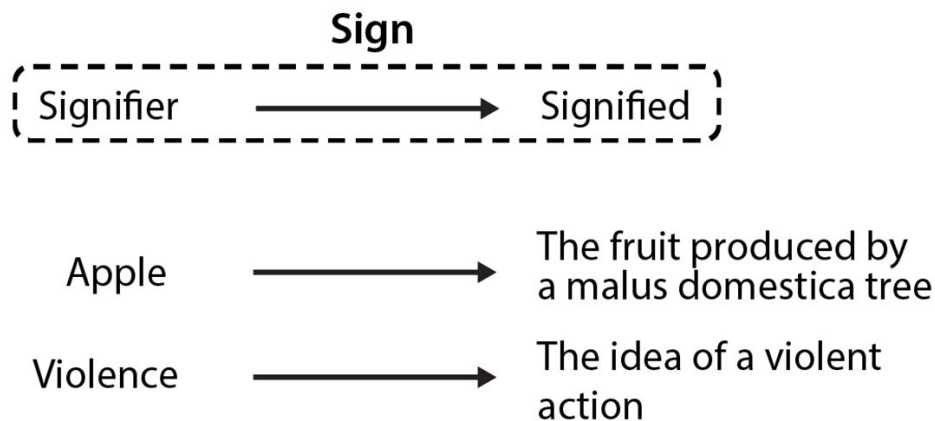 Sign
Signifier Signified
Apple
The fruit produced by
a malus domestica tree
Violence
The idea of a violent
action